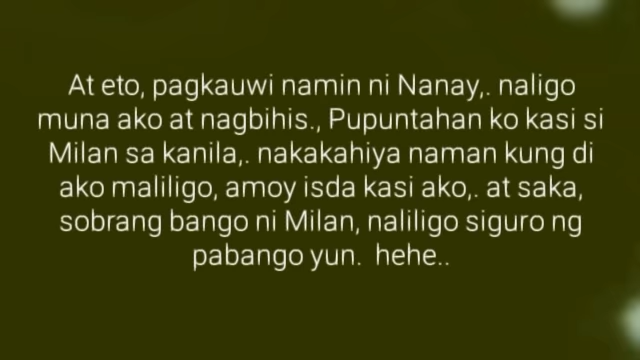 At eto, pagkauwi namin ni Nanay,. naligo
muna ako at nagbihis., Pupuntahan ko kasi si
Milan sa kanila,. nakakahiya naman kung di
ako maliligo, amoy isda kasi ako,. at saka,
sobrang bango ni Milan, naliligo siguro ng
pabango yun.  hehe..